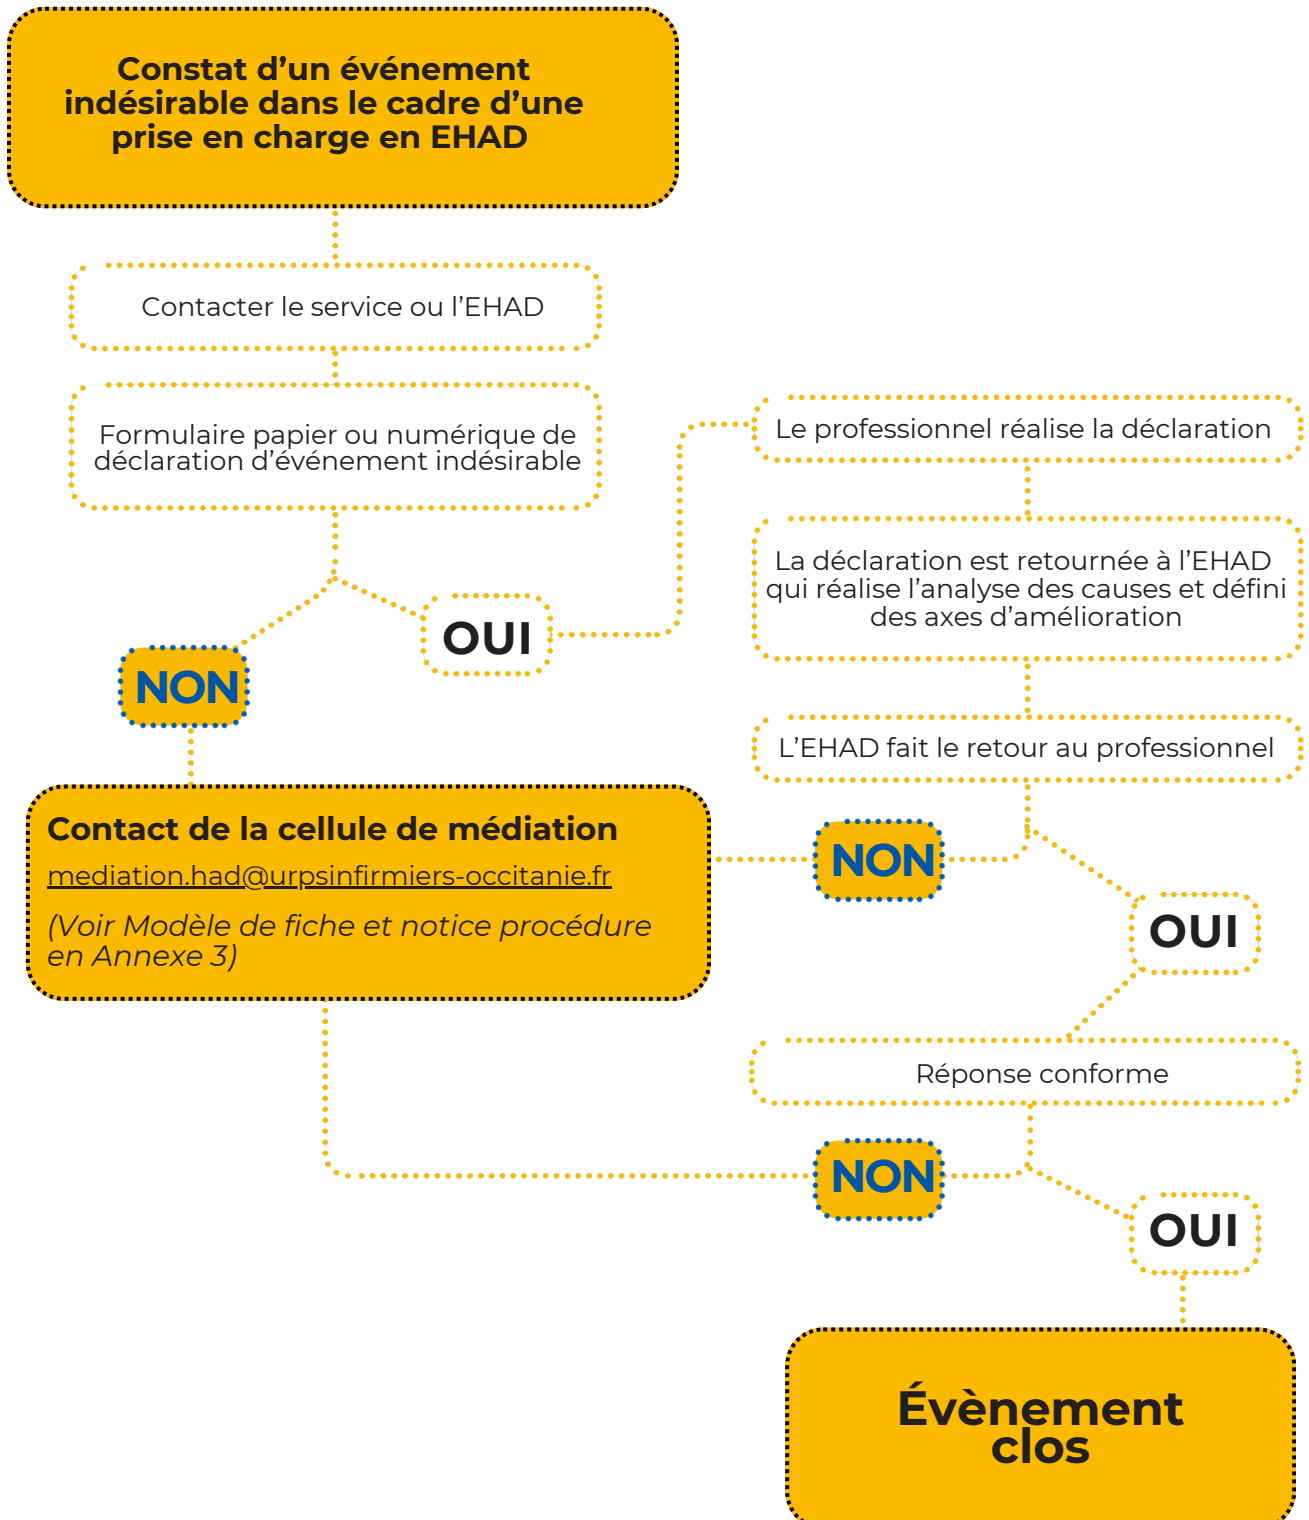 Constat d’un événement
indésirable dans le cadre d’une
prise en charge en EHAD
Contacter le service ou l’EHAD
Formulaire papier ou numérique de
déclaration d’événement indésirable
NON
OUI
Le professionnel réalise la déclaration
La déclaration est retournée à l’EHAD
qui réalise l’analyse des causes et défini
des axes d’amélioration
L’EHAD fait le retour au professionnel
Contact de la cellule de médiation
mediation.had@urpsinfirmiers-occitanie.fr
(Voir Modèle de fiche et notice procédure
en Annexe 3)
NON
OUI
Réponse conforme
NON
OUI
Évènement
clos